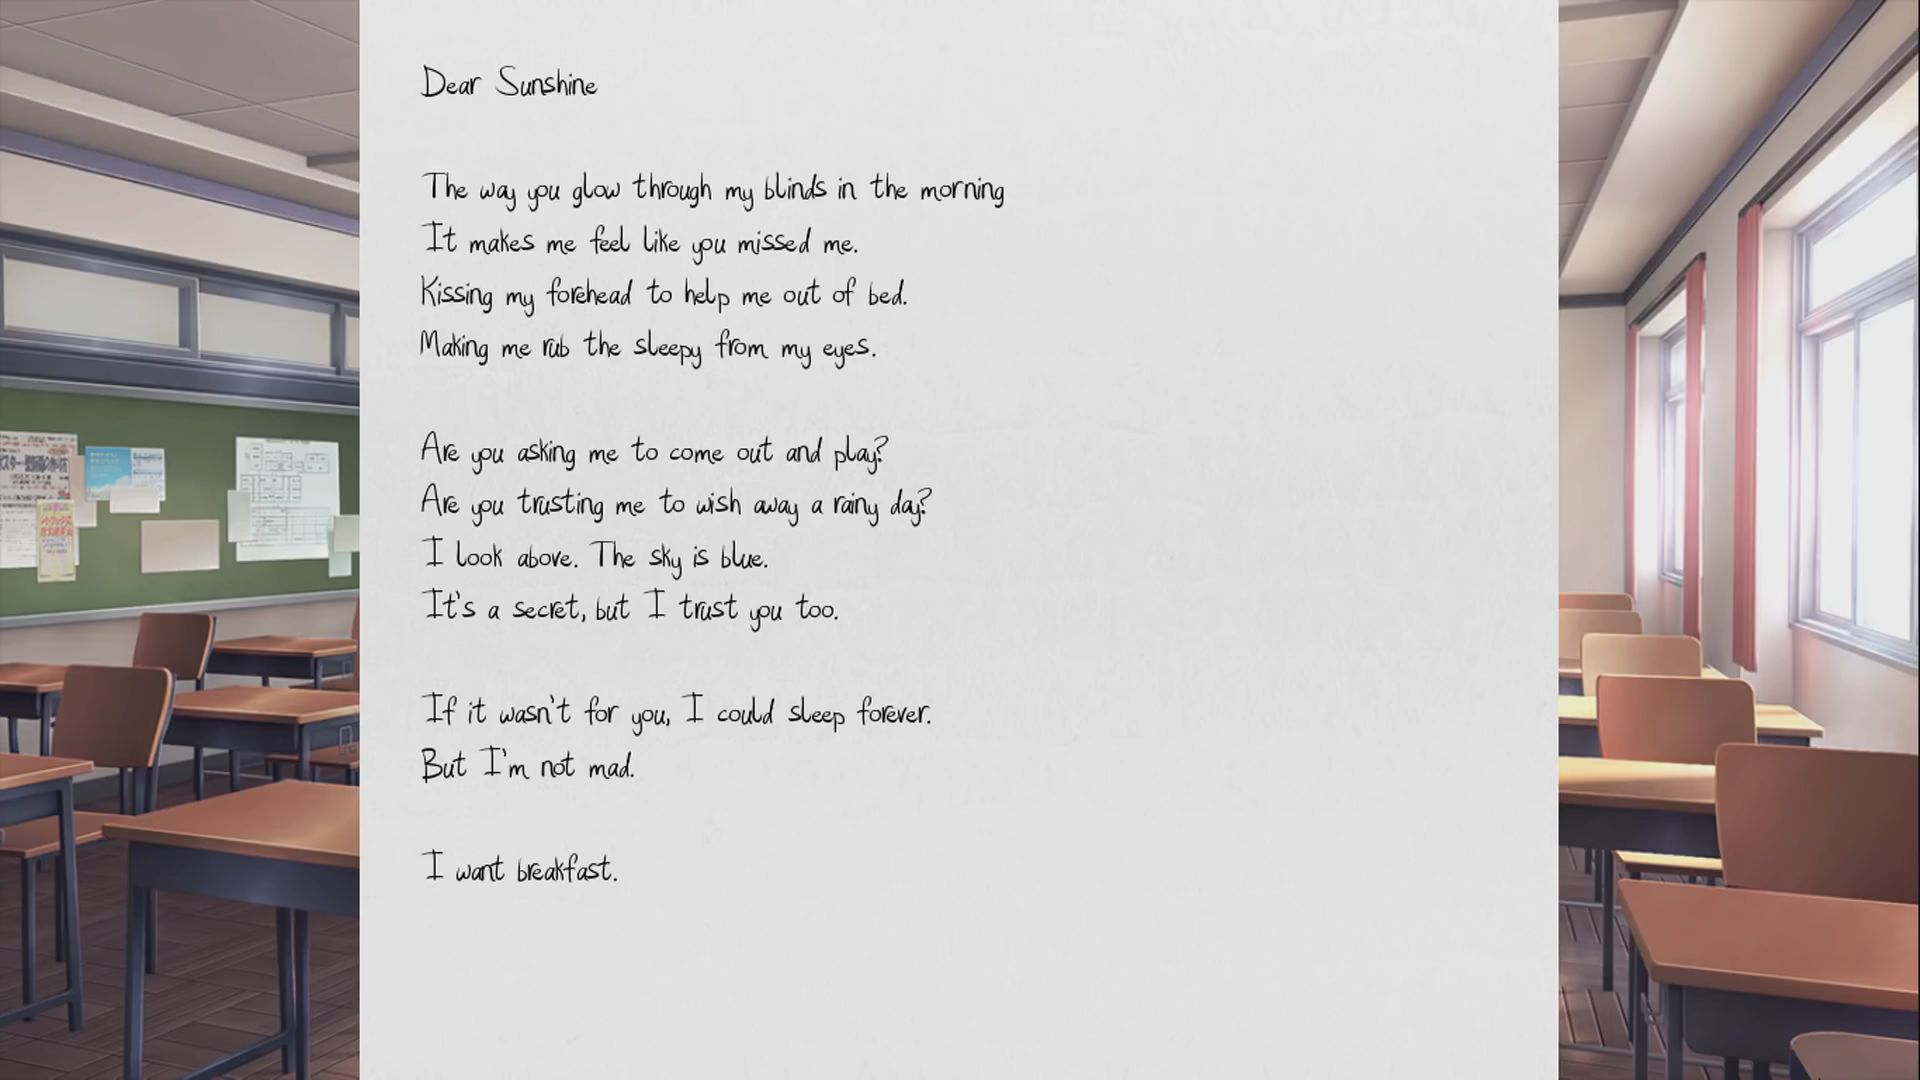 Dear Sunshine
The way you glow through my blinds in the morning
It makes me feel like you missed me.
Kissing my forehead to help me out of bed.
Making me rub the sleepy from my eyes.
Are you asking me to come out and play?
Are you trusting me to wish away a rainy day?
I look above. The sky is blue.
It's a secret, but I trust you too.
If it wasn't for you, I could sleep forever.
But I'm not mad.
I want breakfast.